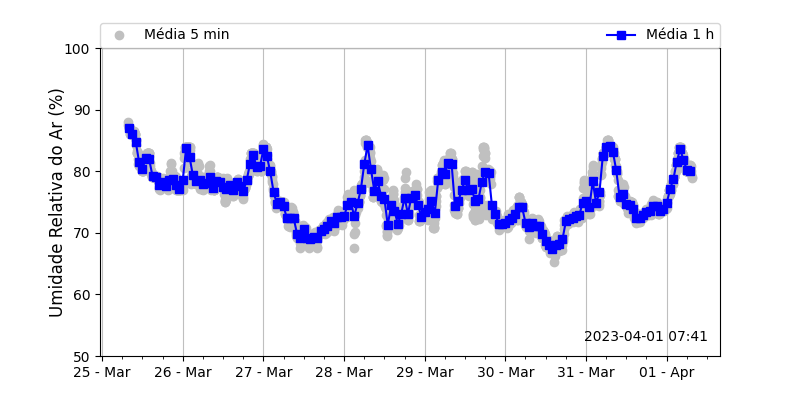 Média 5 min
Média 1 h
Umidade Relativa do Ar (%)
100
90
80
70
60
50
2023-04-01 07:41
25 - Mar
26 - Mar
27 - Mar
28 - Mar
29 - Mar
30 - Mar
31 - Mar
01 - Apr